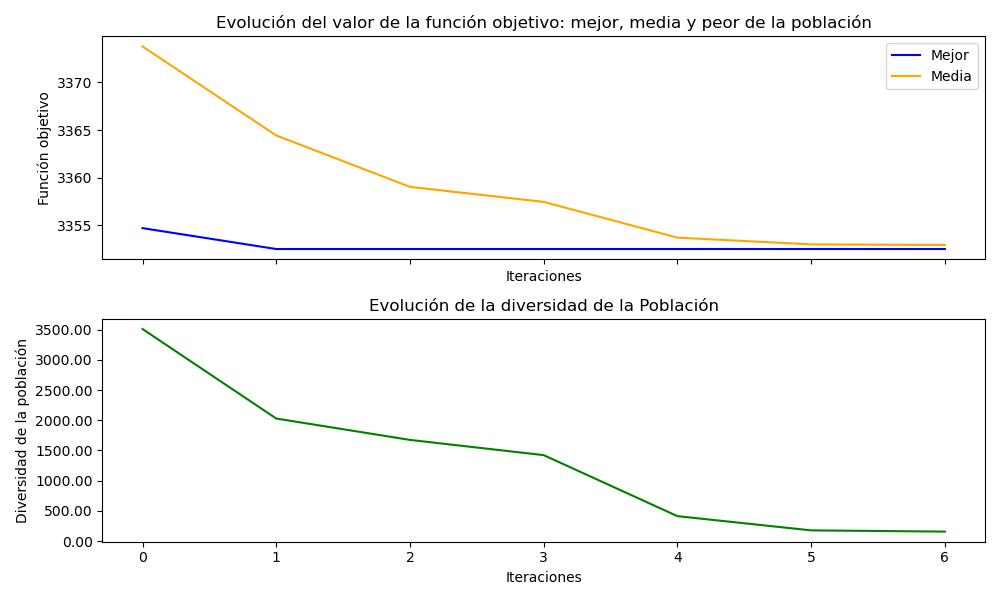 Evolución del valor de la función objetivo: mejor, media y peor de la población
Mejor
Media
3370
3365
3360
3355
Función objetivo
Iteraciones
Evolución de la diversidad de la Población
3500.00
3000.00
2500.00
2000.00
1500.00
1000.00
500.00
0.00
Diversidad de la población
0 1 2 3 4 5 6
Iteraciones